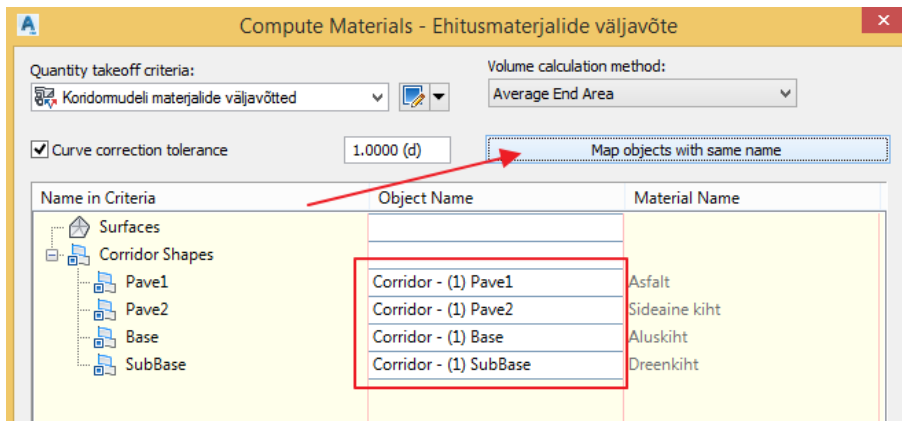 Compute Materials - Ehitusmaterjalide väljavõte
Quantity takeoff criteria:
Volume calculation method:
Koridormudeli materjalide väljavõtted
Average End Area
Curve correction tolerance
1.0000 (d)
Map objects with same name
Name in Criteria Object Name Material Name
Surfaces
Corridor Shapes
Pave1 Corridor - (1) Pave1 Asfalt
Pave2 Corridor - (1) Pave2 Sideaine kiht
Base Corridor - (1) Base Aluskiht
SubBase Corridor - (1) SubBase Dreenkiht